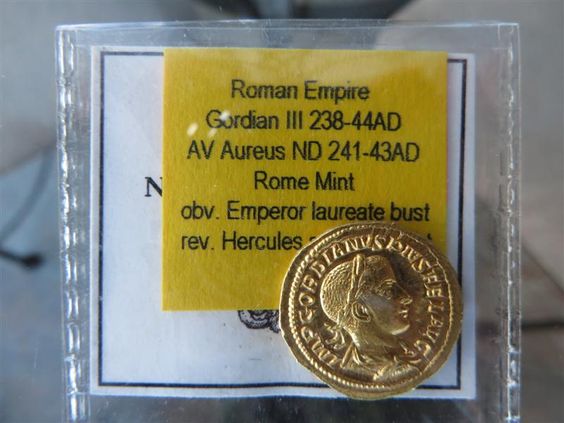 Roman Empire
Gordian III 238-44AD
AV Aureus ND 241-43AD
Rome Mint
obv. Emperor laureate bust
rev. Hercules
N
IMP GORDIANVS PIVS FEL AVG